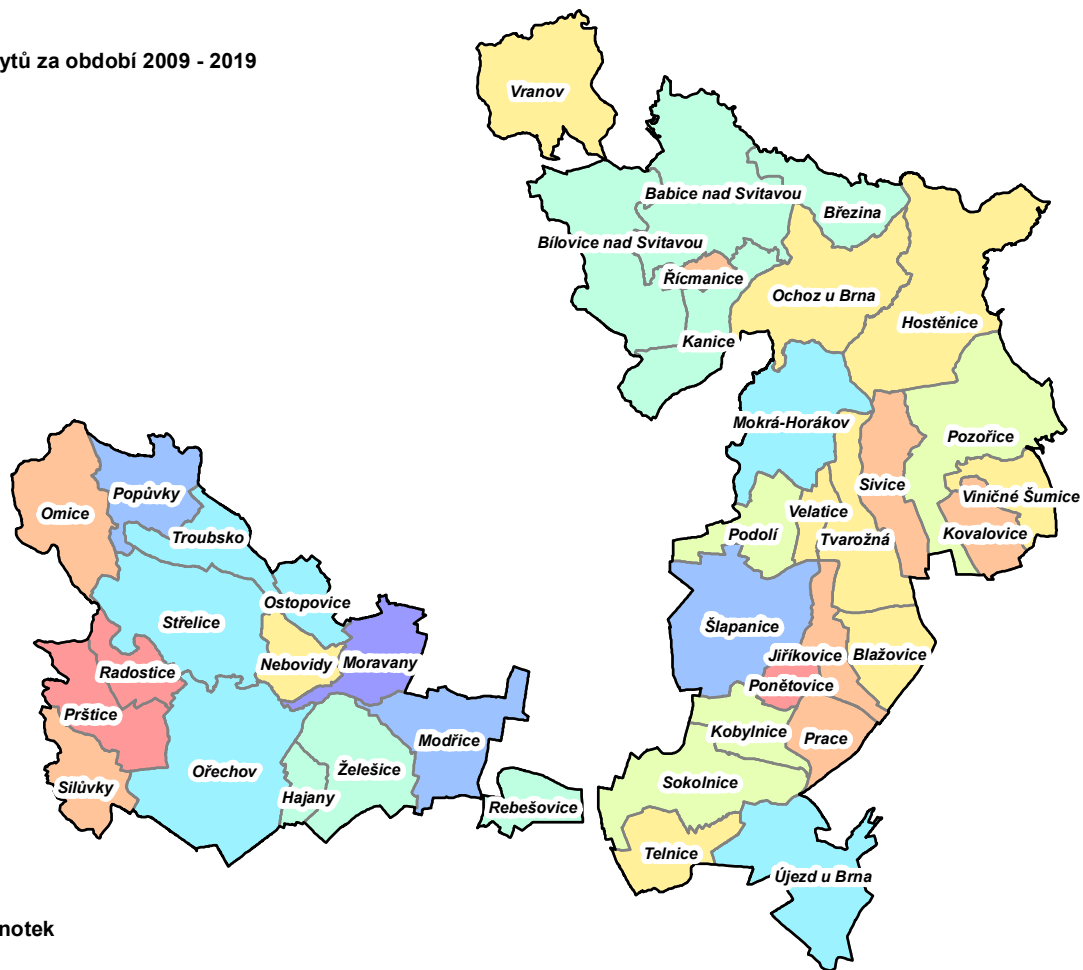 ytů za období 2009 - 2019
Vranov
Babice nad Svitavou
Březina
Bílovice nad Svitavou
Řícmanice
Ochoz u Brna
Hostěnice
Kanice
Mokrá-Horákov
Pozořice
Sivice
Viničné Šumice
Popůvky
Omice
Velatice
Podolí
Tvarožná
Kovalovice
Troubsko
Ostopovice
Střelice
Šlapanice
Jiříkovice
Blažovice
Nebovidy
Moravany
Radostice
Ponětovice
Prštice
Kobylnice
Prace
Modřice
Ořechov
Želešice
Sokolnice
Silůvky
Hajany
Rebešovice
Telnice
Újezd u Brna
notek